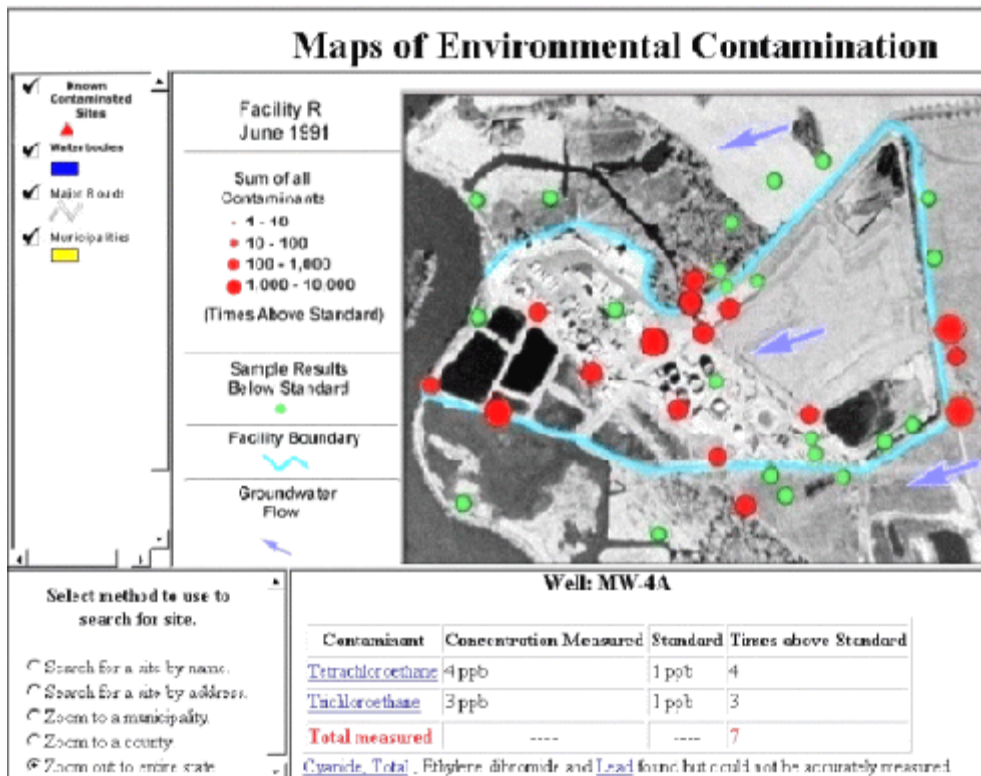 Maps of Environmental Contamination
Known
Contaminated
Sites
Waterbodies
Major Roads
Municipalities
Facility R
June 1991
Sum of all
Contaminants
1 - 10
10 - 100
100 - 1,000
1,000 - 10,000
(Times Above Standard)
Sample Results
Below Standard
Facility Boundary
Groundwater
Flow
Select method to use to
search for site.
Search for a site by name.
Search for a site by address.
Zoom to a municipality.
Zoom to a county
Zoom out to entire state
Well: MW-4A
Contaminant Concentration Measured Standard Times above Standard
Tetrachloroethane 4 ppb 1 ppb 4
Trichloroethane 3 ppb 1 ppb 3
Total measured ---- ---- 7
Cyanide, Total , Ethylene dibromide and Lead found but could not be accurately measured